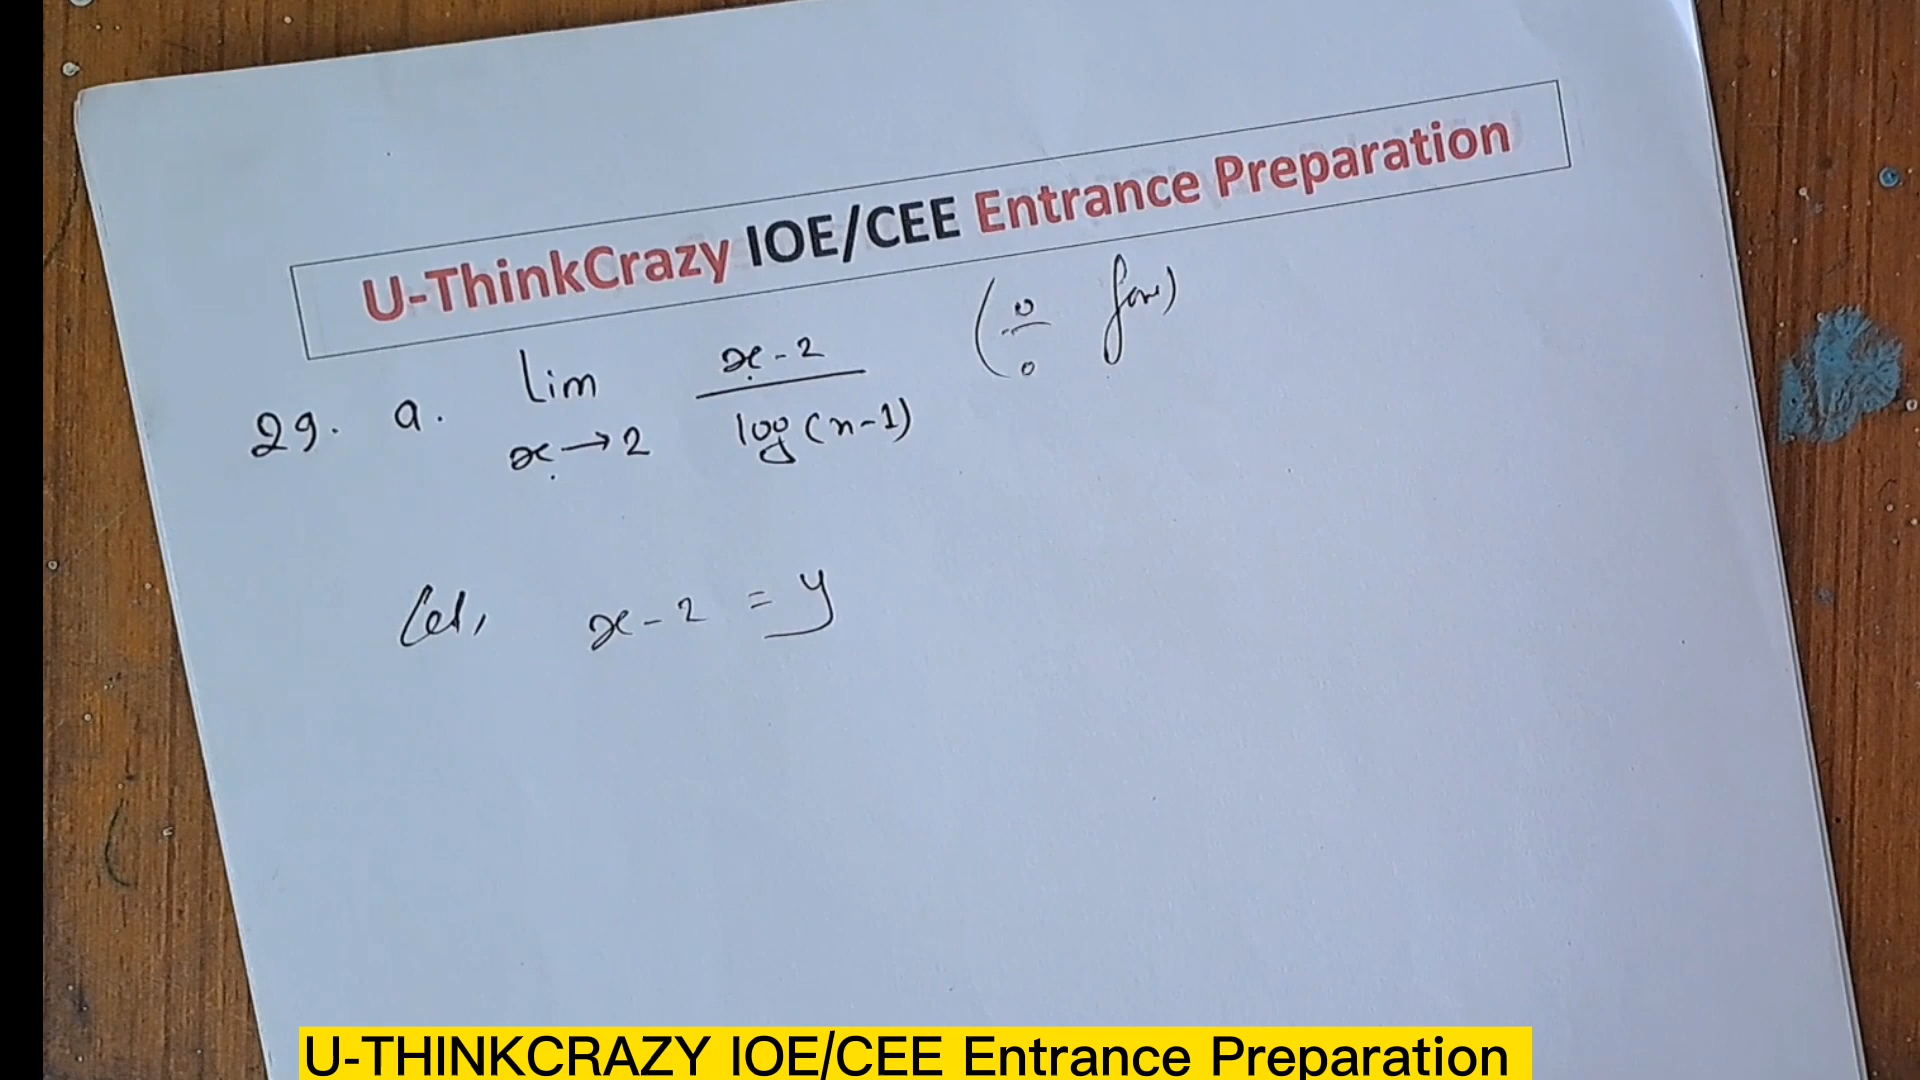 U-ThinkCrazy IOE/CEE Entrance Preparation
29. a. lim x→2 x-2 / log(x-1) (0/0 form)
Let, x-2 = y
U-THINKCRAZY IOE/CEE Entrance Preparation